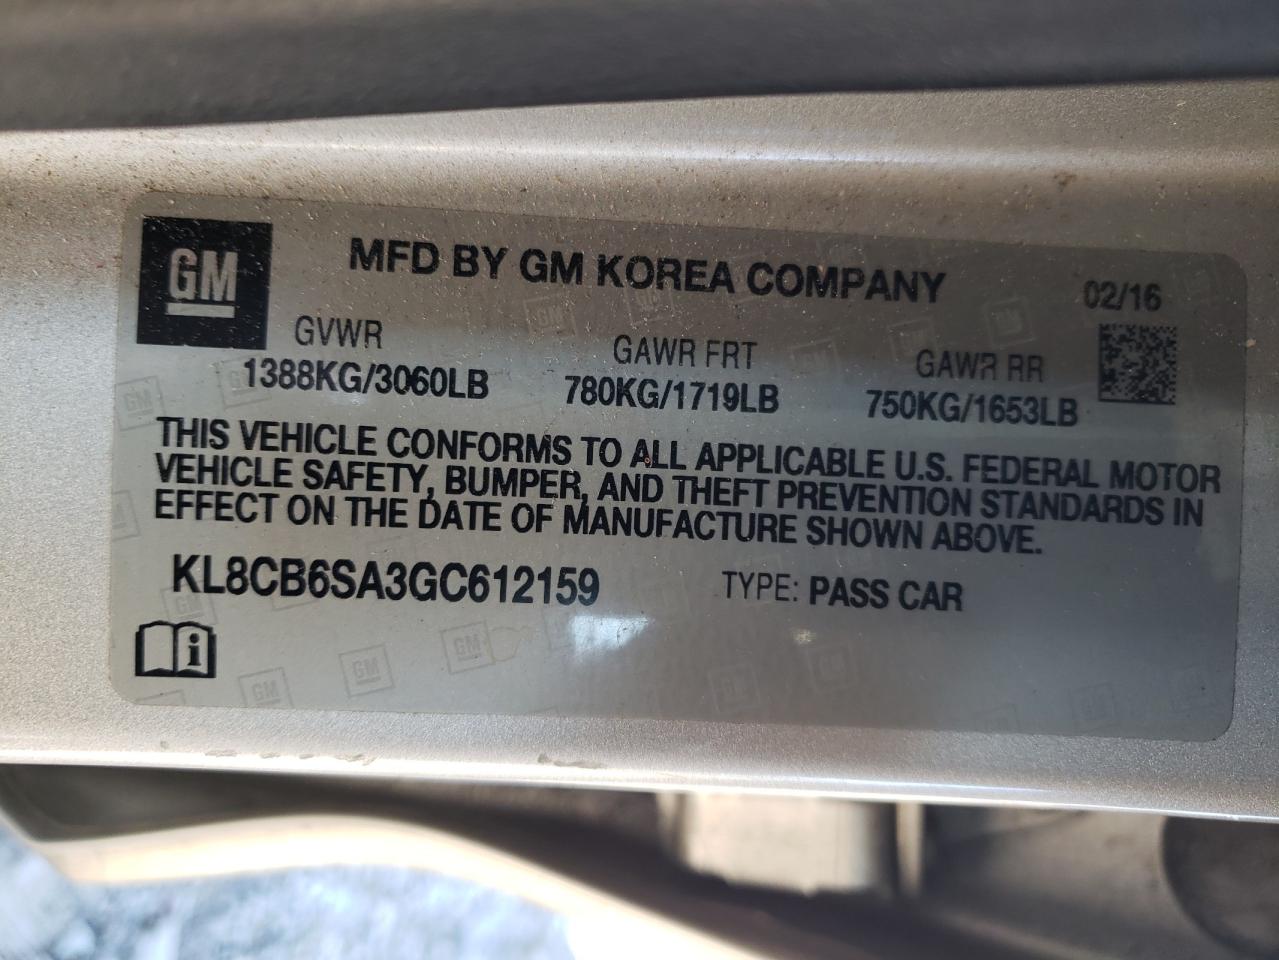 GM
MFD BY GM KOREA COMPANY
02/16
GVWR GAWR FRT GAWR RR
1388KG/3060LB 780KG/1719LB 750KG/1653LB
THIS VEHICLE CONFORMS TO ALL APPLICABLE U.S. FEDERAL MOTOR
VEHICLE SAFETY, BUMPER, AND THEFT PREVENTION STANDARDS IN
EFFECT ON THE DATE OF MANUFACTURE SHOWN ABOVE.
KL8CB6SA3GC612159 TYPE: PASS CAR